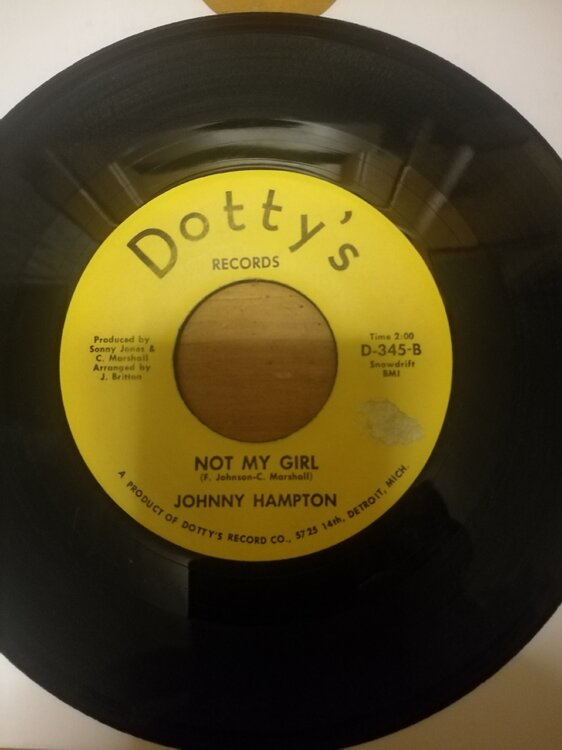 Dotty's
RECORDS
Produced by
Sonny Jones &
C. Marshall
Arranged by
J. Britton
Time 2:00
D-345-B
Snowdrift
BMI
NOT MY GIRL
(F. Johnson-C. Marshall)
JOHNNY HAMPTON
A PRODUCT OF DOTTY'S RECORD CO., 5725 14th, DETROIT, MICH.